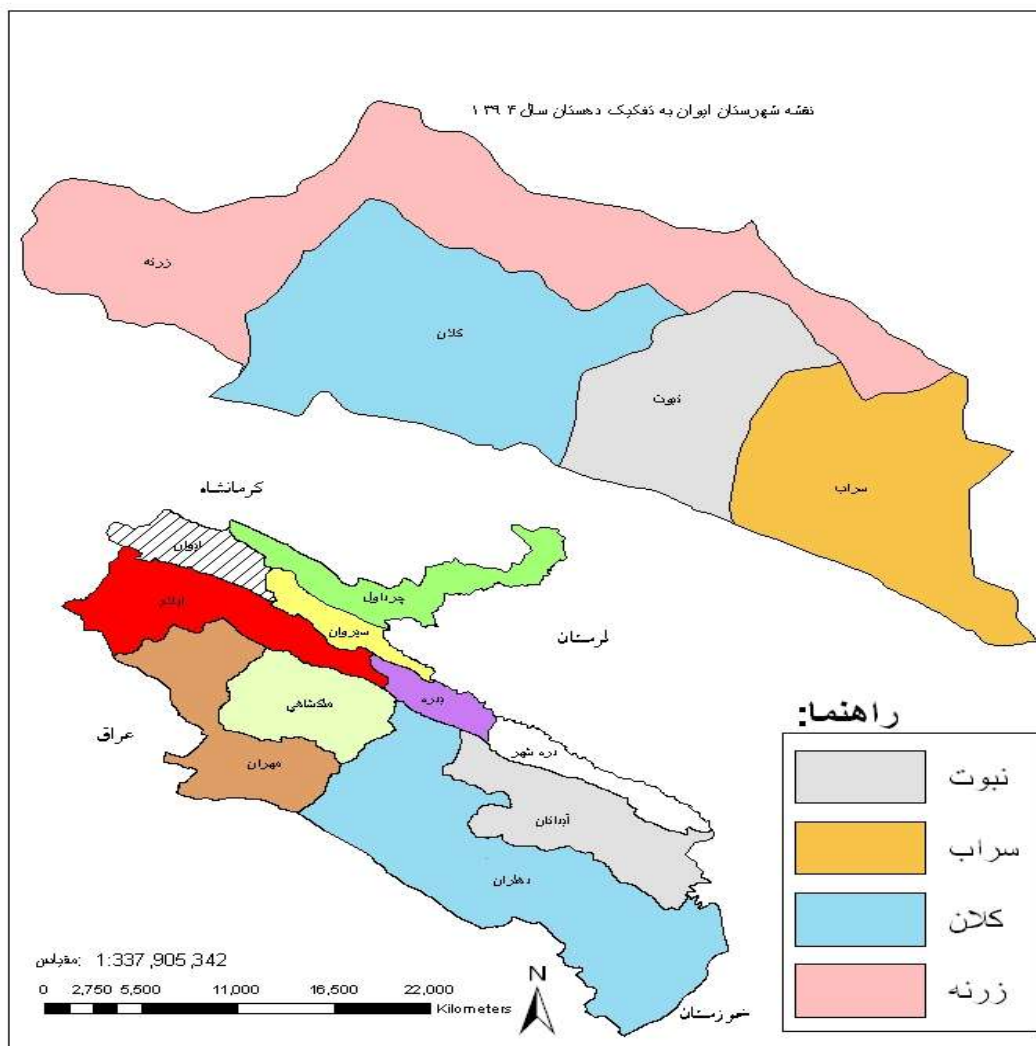 نقشه شهرستان ایوان به تفکیک دهستان سال ۱۳۹۴
زرنه
کلان
نبوت
سراب
کرمانشاه
ایوان
چرداول
ایلام
سیروان
لرستان
بدره
ملکشاهی
عراق
مهران
دره شهر
آبدانان
دهلران
خوزستان
راهنما:
نبوت
سراب
کلان
زرنه
مقیاس: 1:337,905,342
0 2,750 5,500 11,000 16,500 22,000
Kilometers
N